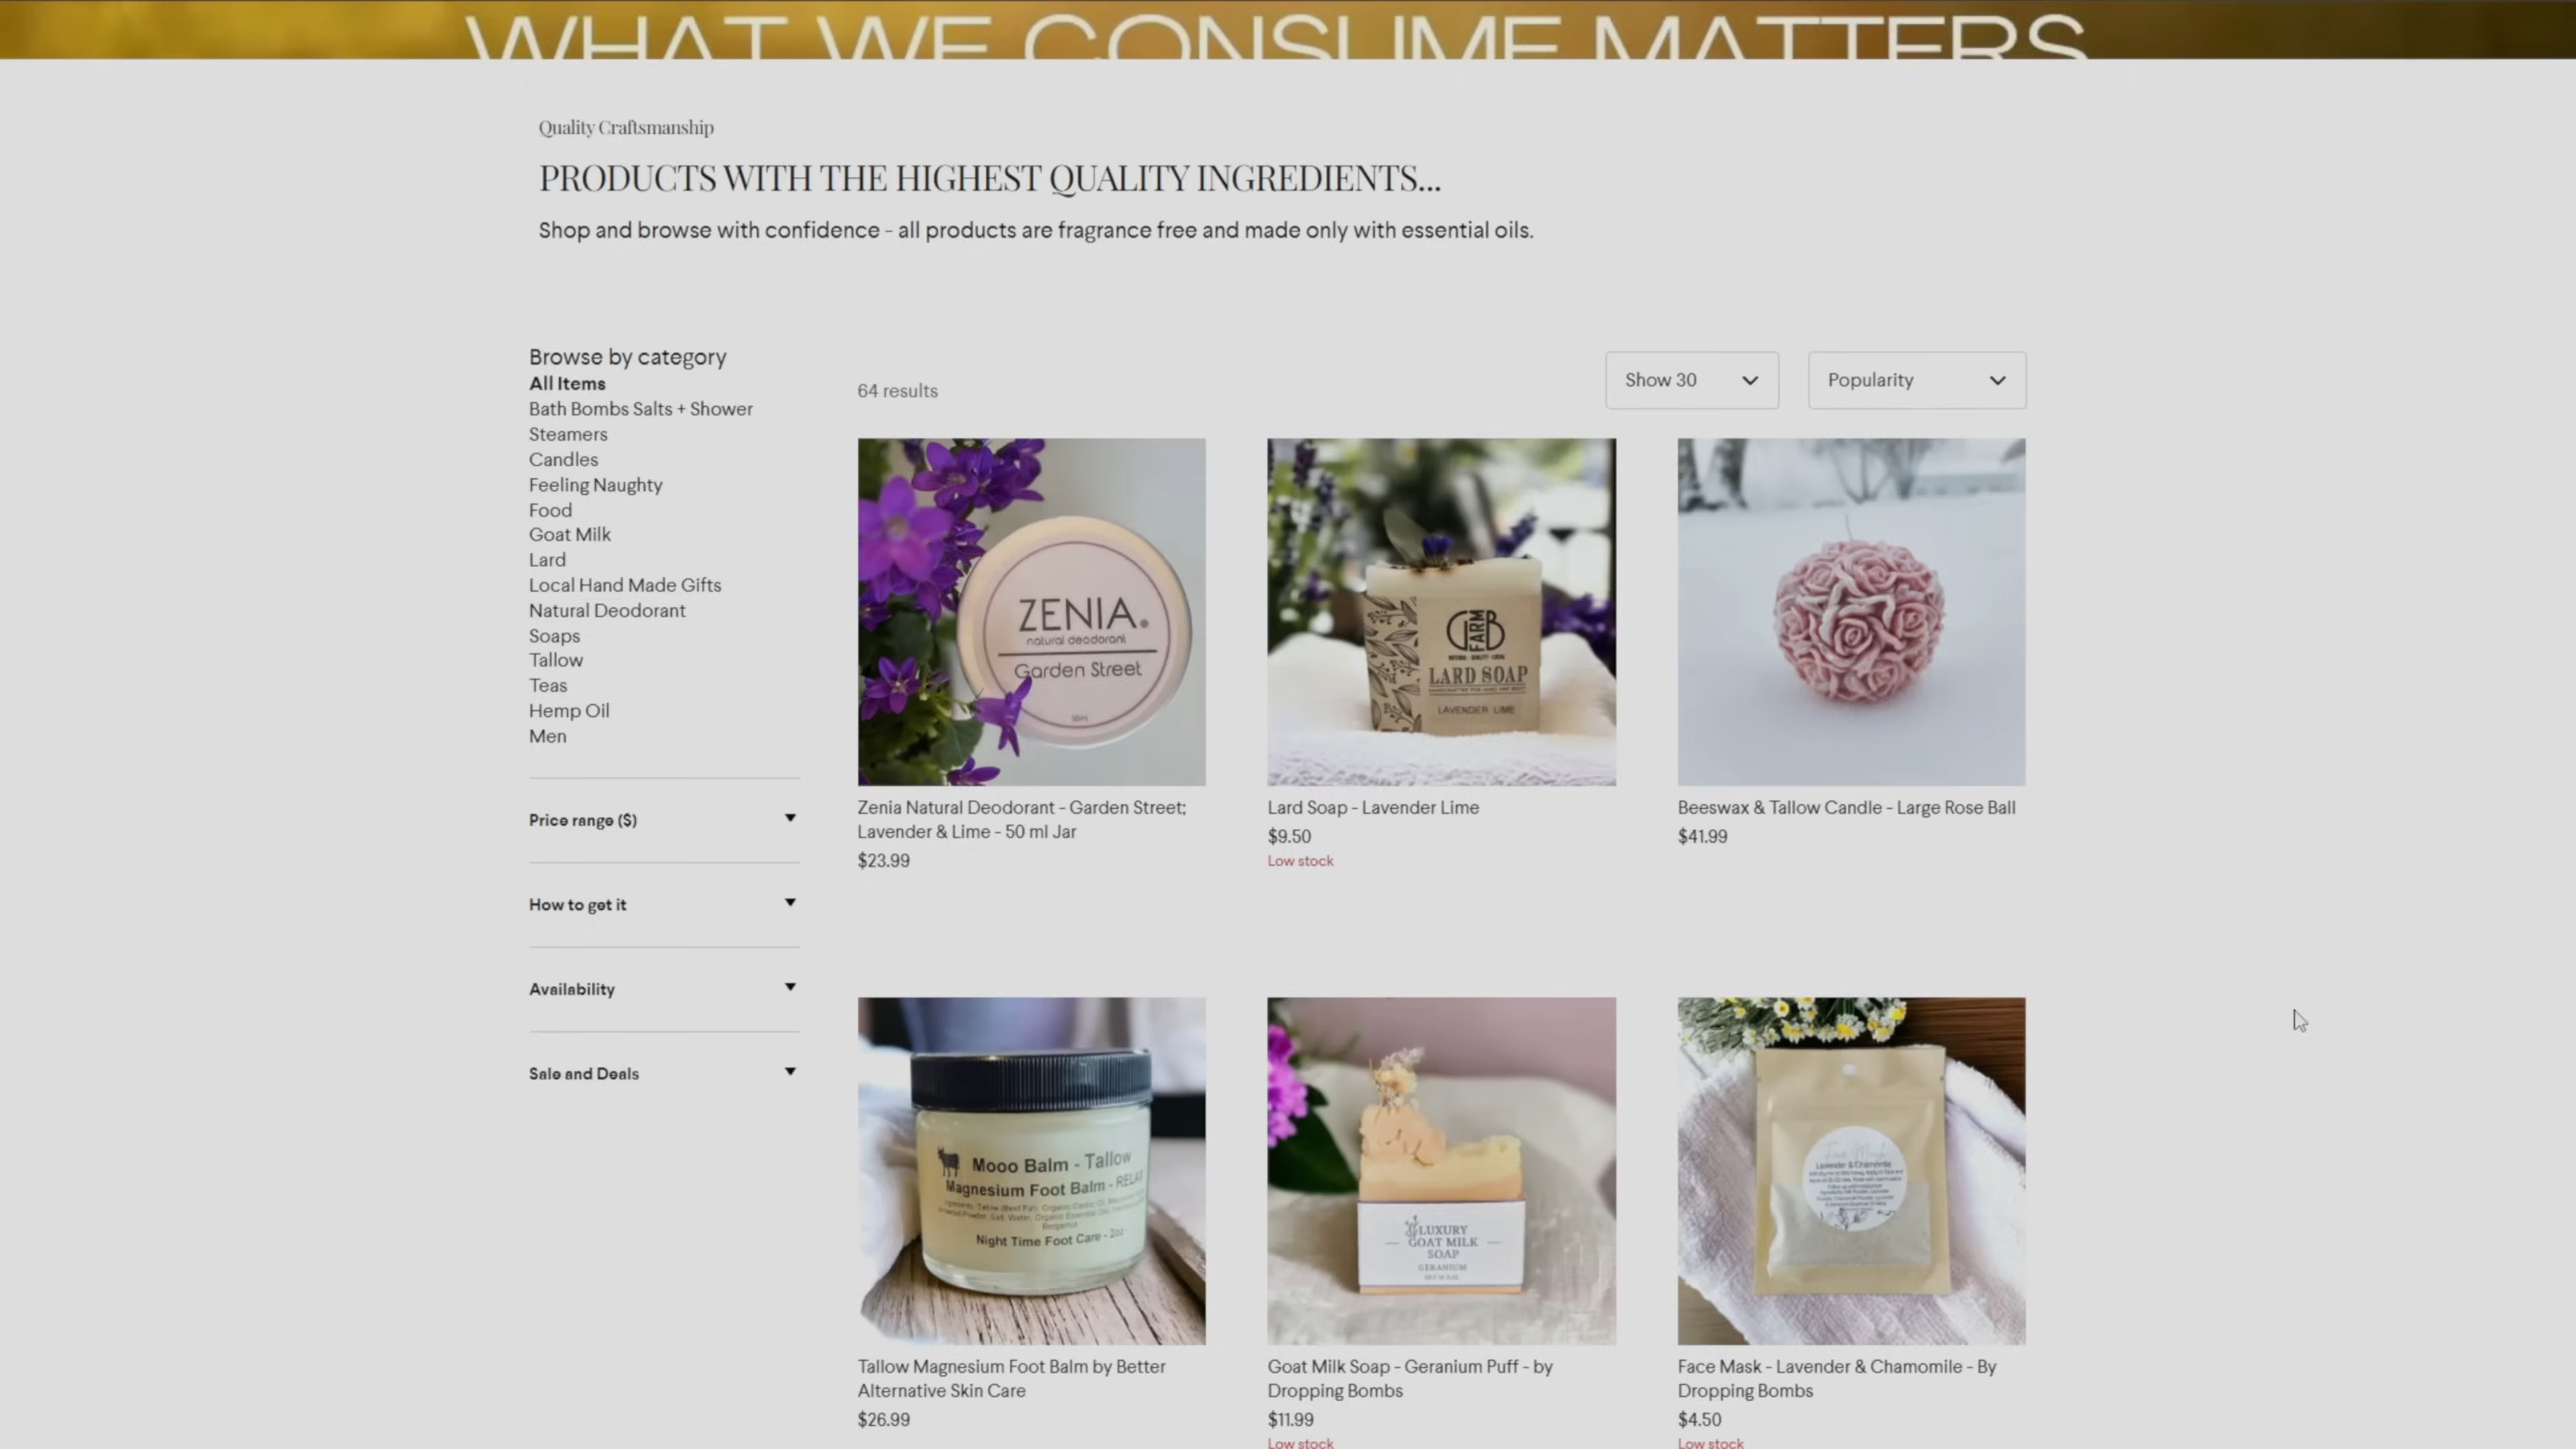 WHAT WE CONSUME MATTERS
Quality Craftsmanship
PRODUCTS WITH THE HIGHEST QUALITY INGREDIENTS...
Shop and browse with confidence - all products are fragrance free and made only with essential oils.
Browse by category
All Items
Bath Bombs Salts + Shower
Steamers
Candles
Feeling Naughty
Food
Goat Milk
Lard
Local Hand Made Gifts
Natural Deodorant
Soaps
Tallow
Teas
Hemp Oil
Men
Price range ($)
How to get it
Availability
Sale and Deals
64 results
Show 30
Popularity
ZENIA.
natural deodorant
Garden Street
Zenia Natural Deodorant - Garden Street;
Lavender & Lime - 50 ml Jar
$23.99
FARM
LARD SOAP
LAVENDER LIME
Lard Soap - Lavender Lime
$9.50
Low stock
Beeswax & Tallow Candle - Large Rose Ball
$41.99
Mooo Balm - Tallow
Magnesium Foot Balm - RELAX
Night Time Foot Care - 2oz
Tallow Magnesium Foot Balm by Better
Alternative Skin Care
$26.99
LUXURY
GOAT MILK
SOAP
GERANIUM
Goat Milk Soap - Geranium Puff - by
Dropping Bombs
$11.99
Low stock
Face Mask
Lavender & Chamomile
Face Mask - Lavender & Chamomile - By
Dropping Bombs
$4.50
Low stock